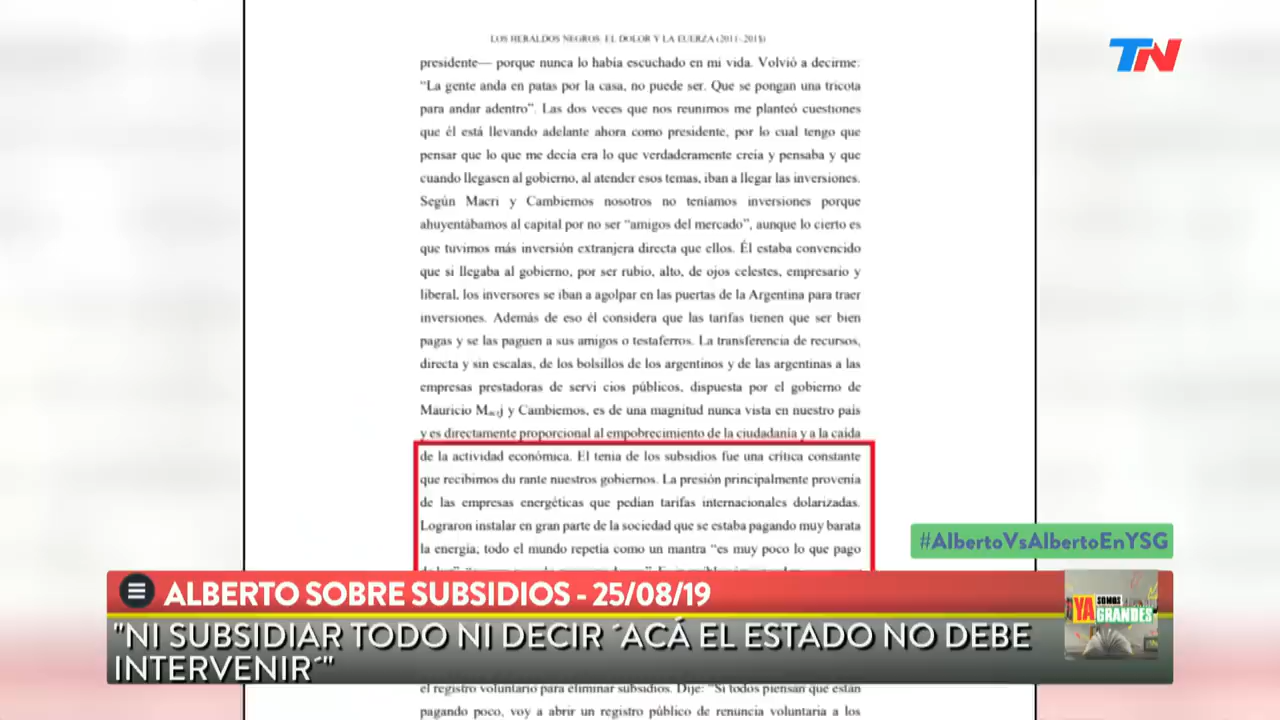 LOS HERALDOS NEGROS. EL DOLOR Y LA FUERZA (2011-2015)
TN
presidente— porque nunca lo había escuchado en mi vida. Volvió a decirme:
"La gente anda en patas por la casa, no puede ser. Que se pongan una tricota
para andar adentro". Las dos veces que nos reunimos me planteó cuestiones
que él está llevando adelante ahora como presidente, por lo cual tengo que
pensar que lo que me decía era lo que verdaderamente creía y pensaba y que
cuando llegasen al gobierno, al atender esos temas, iban a llegar las inversiones.
Según Macri y Cambiemos nosotros no teníamos inversiones porque
ahuyentábamos al capital por no ser "amigos del mercado", aunque lo cierto es
que tuvimos más inversión extranjera directa que ellos. Él estaba convencido
que si llegaba al gobierno, por ser rubio, alto, de ojos celestes, empresario y
liberal, los inversores se iban a agolpar en las puertas de la Argentina para traer
inversiones. Además de eso él considera que las tarifas tienen que ser bien
pagas y se las paguen a sus amigos o testaferros. La transferencia de recursos,
directa y sin escalas, de los bolsillos de los argentinos y de las argentinas a las
empresas prestadoras de servi cios públicos, dispuesta por el gobierno de
Mauricio y Cambiemos, es de una magnitud nunca vista en nuestro país
y es directamente proporcional al empobrecimiento de la ciudadanía y a la caída
de la actividad económica. El tema de los subsidios fue una crítica constante
que recibimos du rante nuestros gobiernos. La presión principalmente provenía
de las empresas energéticas que pedían tarifas internacionales dolarizadas.
Lograron instalar en gran parte de la sociedad que se estaba pagando muy barata
la energía; todo el mundo repetía como un mantra "es muy poco lo que pago
#AlbertoVsAlbertoEnYSG
ALBERTO SOBRE SUBSIDIOS - 25/08/19
"NI SUBSIDIAR TODO NI DECIR ´ACÁ EL ESTADO NO DEBE
INTERVENIR´"
YA SOMOS
GRANDES
el registro voluntario para eliminar subsidios. Dije: "Si todos piensan que están
pagando poco, voy a abrir un registro público de renuncia voluntaria a los